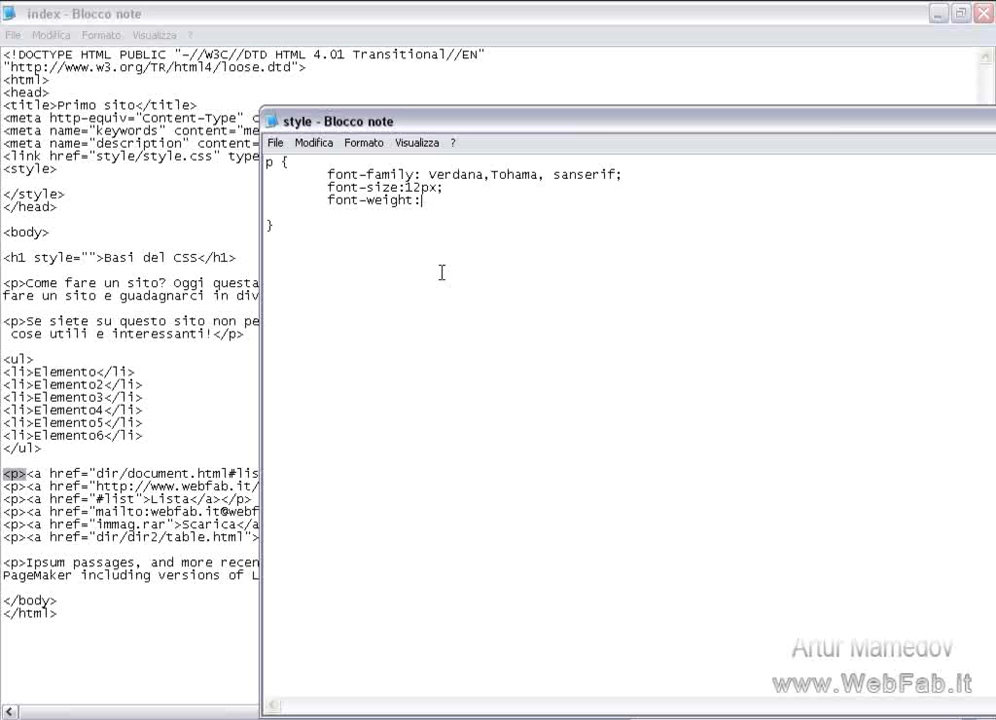 index - Blocco note
File Modifica Formato Visualizza ?
<!DOCTYPE HTML PUBLIC "-//W3C//DTD HTML 4.01 Transitional//EN"
"http://www.w3.org/TR/html4/loose.dtd">
<html>
<head>
<title>Primo sito</title>
<meta http-equiv="Content-Type" c
<meta name="keywords" content="me
<meta name="description" content=
<link href="style/style.css" type
<style>
</style>
</head>
<body>
<h1 style="">Basi del CSS</h1>
<p>Come fare un sito? Oggi questa
fare un sito e guadagnarci in div
<p>Se siete su questo sito non pe
cose utili e interessanti!</p>
<ul>
<li>Elemento</li>
<li>Elemento2</li>
<li>Elemento3</li>
<li>Elemento4</li>
<li>Elemento5</li>
<li>Elemento6</li>
</ul>
<p><a href="dir/document.html#lis
<p><a href="http://www.webfab.it/
<p><a href="#list">Lista</a></p>
<p><a href="mailto:webfab.it@webf
<p><a href="immag.rar">Scarica</a
<p><a href="dir/dir2/table.html">
<p>Ipsum passages, and more recen
PageMaker including versions of L
</body>
</html>
style - Blocco note
File Modifica Formato Visualizza ?
p {
font-family: verdana,Tohama, sanserif;
font-size:12px;
font-weight:
}
Artur Mamedov
www.WebFab.it